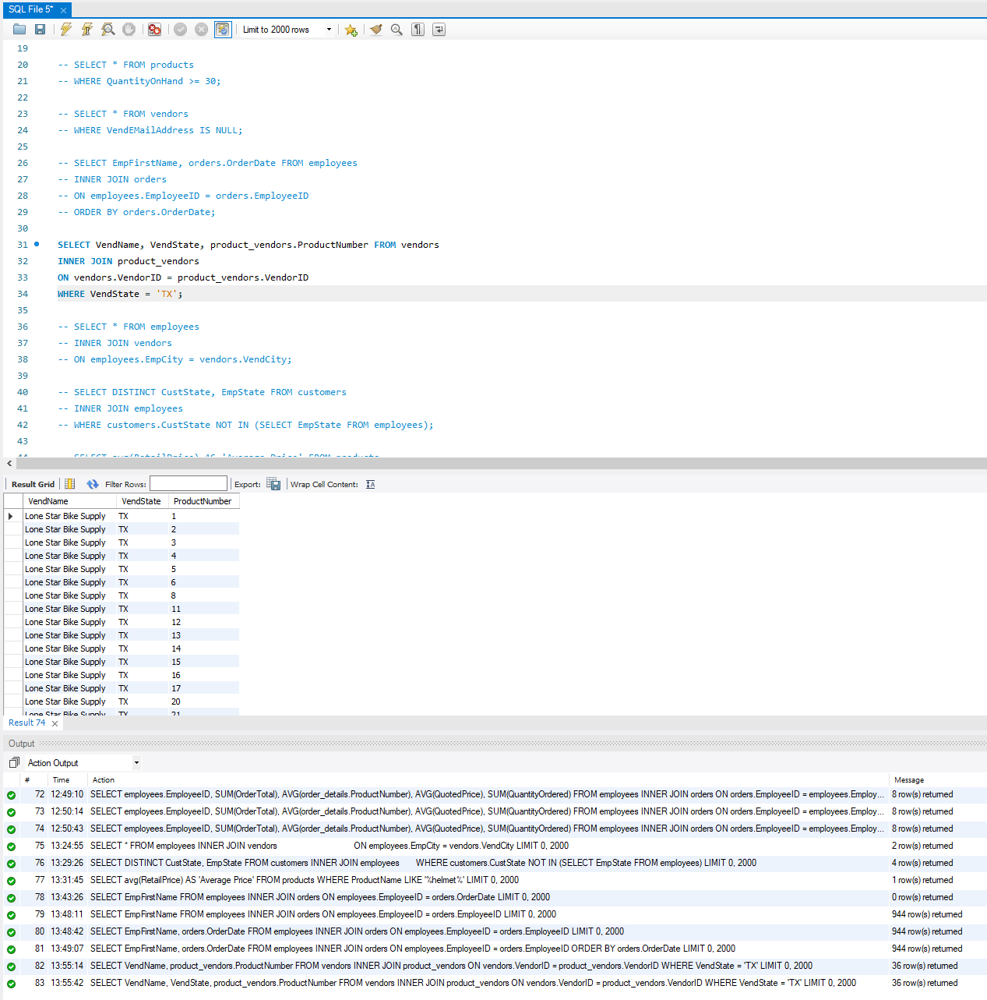 SQL File 5*
Limit to 2000 rows
19
20 -- SELECT * FROM products
21 -- WHERE QuantityOnHand >= 30;
22
23 -- SELECT * FROM vendors
24 -- WHERE VendEMailAddress IS NULL;
25
26 -- SELECT EmpFirstName, orders.OrderDate FROM employees
27 -- INNER JOIN orders
28 -- ON employees.EmployeeID = orders.EmployeeID
29 -- ORDER BY orders.OrderDate;
30
31 SELECT VendName, VendState, product_vendors.ProductNumber FROM vendors
32 INNER JOIN product_vendors
33 ON vendors.VendorID = product_vendors.VendorID
34 WHERE VendState = 'TX';
35
36 -- SELECT * FROM employees
37 -- INNER JOIN vendors
38 -- ON employees.EmpCity = vendors.VendCity;
39
40 -- SELECT DISTINCT CustState, EmpState FROM customers
41 -- INNER JOIN employees
42 -- WHERE customers.CustState NOT IN (SELECT EmpState FROM employees);
43
44 -- SELECT avg(RetailPrice) AS 'Average Price' FROM products
Result Grid Filter Rows: Export: Wrap Cell Content:
VendName VendState ProductNumber
Lone Star Bike Supply TX 1
Lone Star Bike Supply TX 2
Lone Star Bike Supply TX 3
Lone Star Bike Supply TX 4
Lone Star Bike Supply TX 5
Lone Star Bike Supply TX 6
Lone Star Bike Supply TX 8
Lone Star Bike Supply TX 11
Lone Star Bike Supply TX 12
Lone Star Bike Supply TX 13
Lone Star Bike Supply TX 14
Lone Star Bike Supply TX 15
Lone Star Bike Supply TX 16
Lone Star Bike Supply TX 17
Lone Star Bike Supply TX 20
Lone Star Bike Supply TX 21
Result 74
Output
Action Output
# Time Action Message
72 12:49:10 SELECT employees.EmployeeID, SUM(OrderTotal), AVG(order_details.ProductNumber), AVG(QuotedPrice), SUM(QuantityOrdered) FROM employees INNER JOIN orders ON orders.EmployeeID = employees.Employ... 8 row(s) returned
73 12:50:14 SELECT employees.EmployeeID, SUM(OrderTotal), AVG(order_details.ProductNumber), AVG(QuotedPrice), SUM(QuantityOrdered) FROM employees INNER JOIN orders ON orders.EmployeeID = employees.Employ... 8 row(s) returned
74 12:50:43 SELECT employees.EmployeeID, SUM(OrderTotal), AVG(order_details.ProductNumber), AVG(QuotedPrice), SUM(QuantityOrdered) FROM employees INNER JOIN orders ON orders.EmployeeID = employees.Employ... 8 row(s) returned
75 13:24:55 SELECT * FROM employees INNER JOIN vendors ON employees.EmpCity = vendors.VendCity LIMIT 0, 2000 2 row(s) returned
76 13:29:26 SELECT DISTINCT CustState, EmpState FROM customers INNER JOIN employees WHERE customers.CustState NOT IN (SELECT EmpState FROM employees) LIMIT 0, 2000 4 row(s) returned
77 13:31:45 SELECT avg(RetailPrice) AS 'Average Price' FROM products WHERE ProductName LIKE '%helmet%' LIMIT 0, 2000 1 row(s) returned
78 13:43:26 SELECT EmpFirstName FROM employees INNER JOIN orders ON employees.EmployeeID = orders.OrderDate LIMIT 0, 2000 0 row(s) returned
79 13:48:11 SELECT EmpFirstName FROM employees INNER JOIN orders ON employees.EmployeeID = orders.EmployeeID LIMIT 0, 2000 944 row(s) returned
80 13:48:42 SELECT EmpFirstName, orders.OrderDate FROM employees INNER JOIN orders ON employees.EmployeeID = orders.EmployeeID LIMIT 0, 2000 944 row(s) returned
81 13:49:07 SELECT EmpFirstName, orders.OrderDate FROM employees INNER JOIN orders ON employees.EmployeeID = orders.EmployeeID ORDER BY orders.OrderDate LIMIT 0, 2000 944 row(s) returned
82 13:55:14 SELECT VendName, product_vendors.ProductNumber FROM vendors INNER JOIN product_vendors ON vendors.VendorID = product_vendors.VendorID WHERE VendState = 'TX' LIMIT 0, 2000 36 row(s) returned
83 13:55:42 SELECT VendName, VendState, product_vendors.ProductNumber FROM vendors INNER JOIN product_vendors ON vendors.VendorID = product_vendors.VendorID WHERE VendState = 'TX' LIMIT 0, 2000 36 row(s) returned